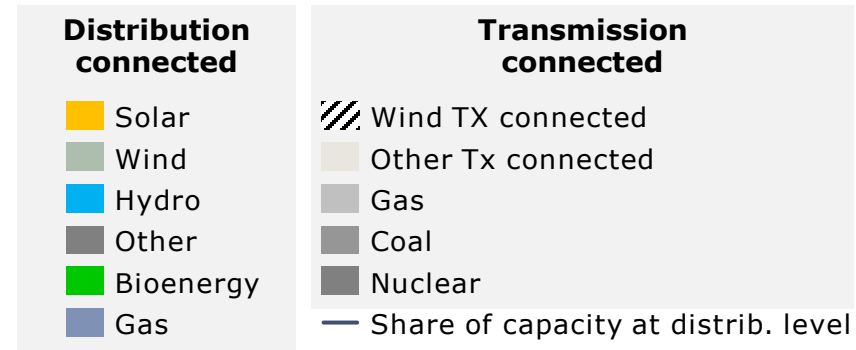 Distribution
connected
Solar
Wind
Hydro
Other
Bioenergy
Gas
Transmission
connected
Wind TX connected
Other Tx connected
Gas
Coal
Nuclear
Share of capacity at distrib. level